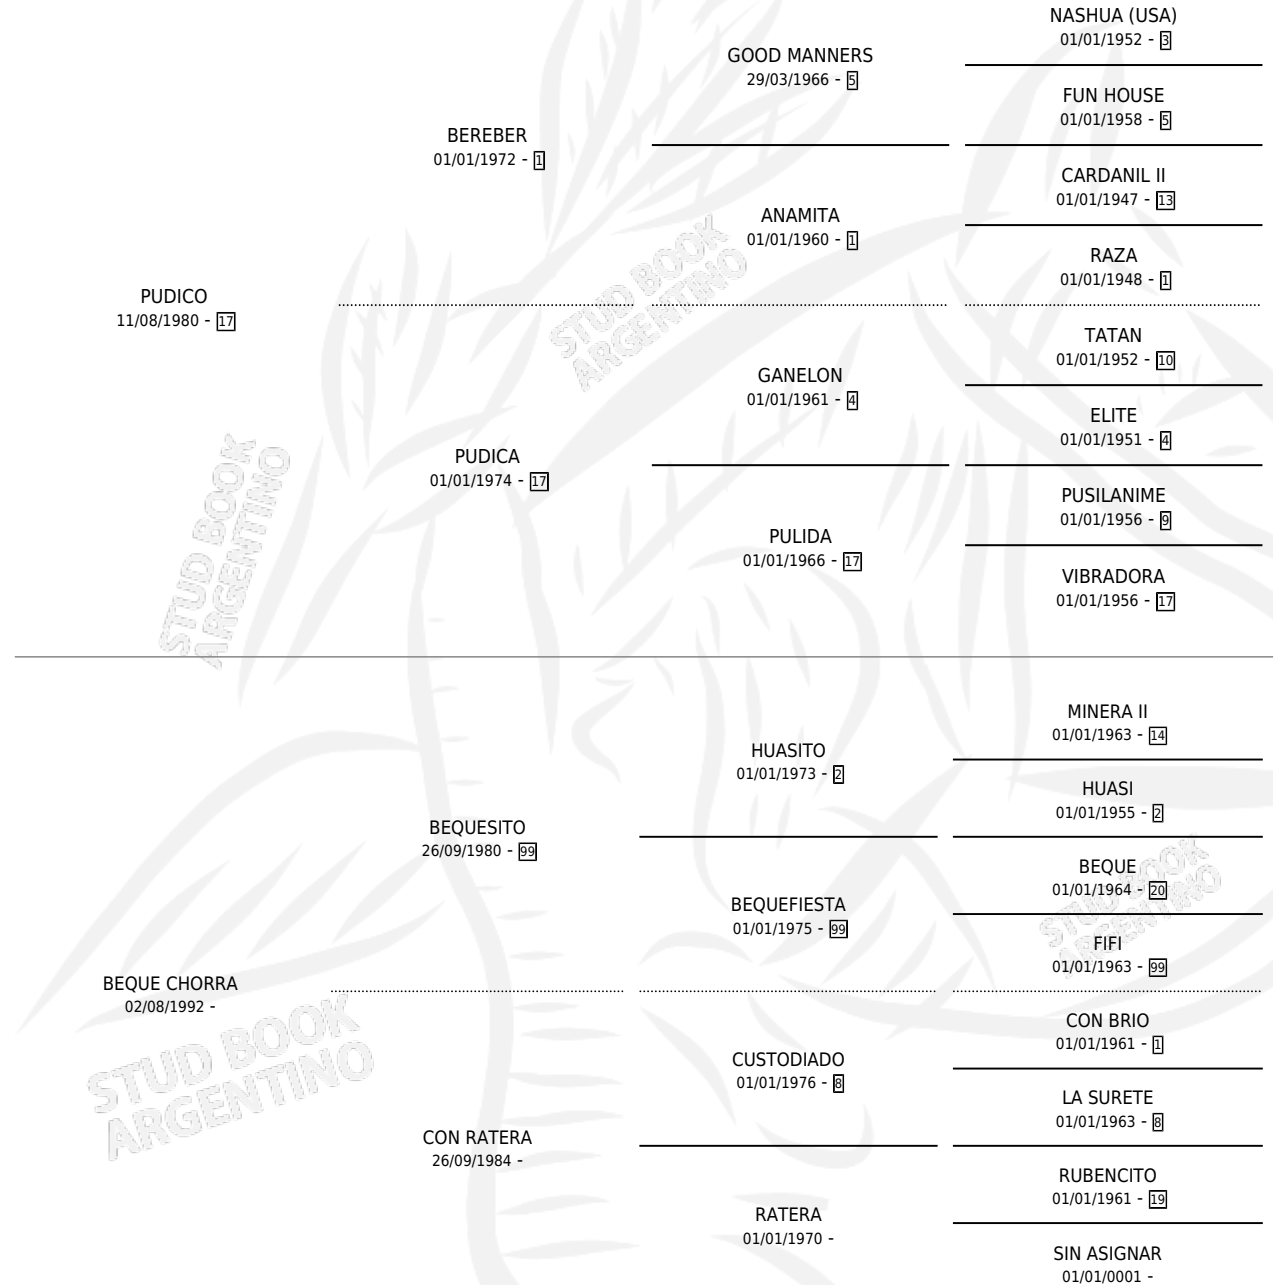 NASHUA (USA)
01/01/1952 - 3
GOOD MANNERS
29/03/1966 - 5
FUN HOUSE
01/01/1958 - 5
BEREBER
01/01/1972 - 1
CARDANIL II
01/01/1947 - 13
ANAMITA
01/01/1960 - 1
RAZA
01/01/1948 - 1
PUDICO
11/08/1980 - 17
TATAN
01/01/1952 - 10
GANELON
01/01/1961 - 4
ELITE
01/01/1951 - 4
PUDICA
01/01/1974 - 17
PUSILANIME
01/01/1956 - 9
PULIDA
01/01/1966 - 17
VIBRADORA
01/01/1956 - 17
STUD BOOK
ARGENTINO
STUD BOOK
ARGENTINO
MINERA II
01/01/1963 - 14
HUASITO
01/01/1973 - 2
HUASI
01/01/1955 - 2
BEQUESITO
26/09/1980 - 99
BEQUE
01/01/1964 - 20
BEQUEFIESTA
01/01/1975 - 99
FIFI
01/01/1963 - 99
BEQUE CHORRA
02/08/1992 -
CON BRIO
01/01/1961 - 1
CUSTODIADO
01/01/1976 - 8
LA SURETE
01/01/1963 - 8
CON RATERA
26/09/1984 -
RUBENCITO
01/01/1961 - 19
RATERA
01/01/1970 -
SIN ASIGNAR
01/01/0001 -
STUD BOOK
ARGENTINO
STUD BOOK
ARGENTINO